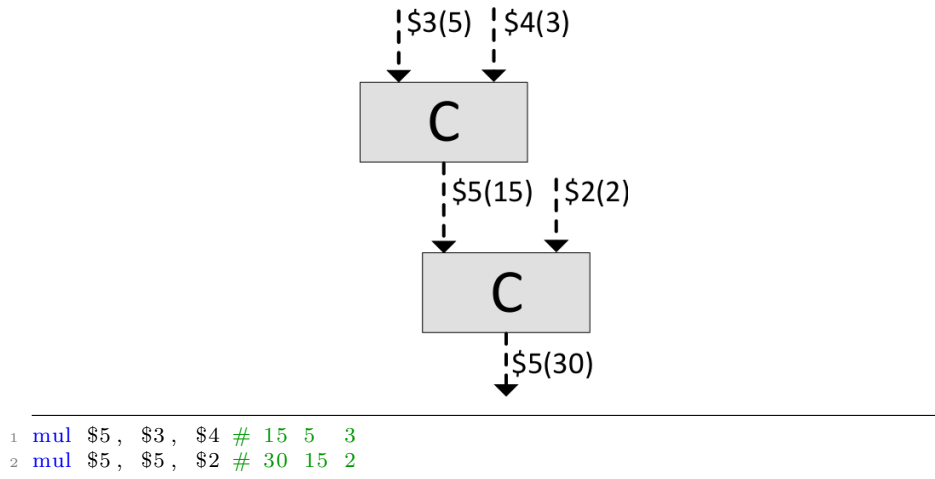 $3(5) $4(3)
C
$5(15) $2(2)
C
$5(30)
1 mul $5, $3, $4 # 15 5 3
2 mul $5, $5, $2 # 30 15 2